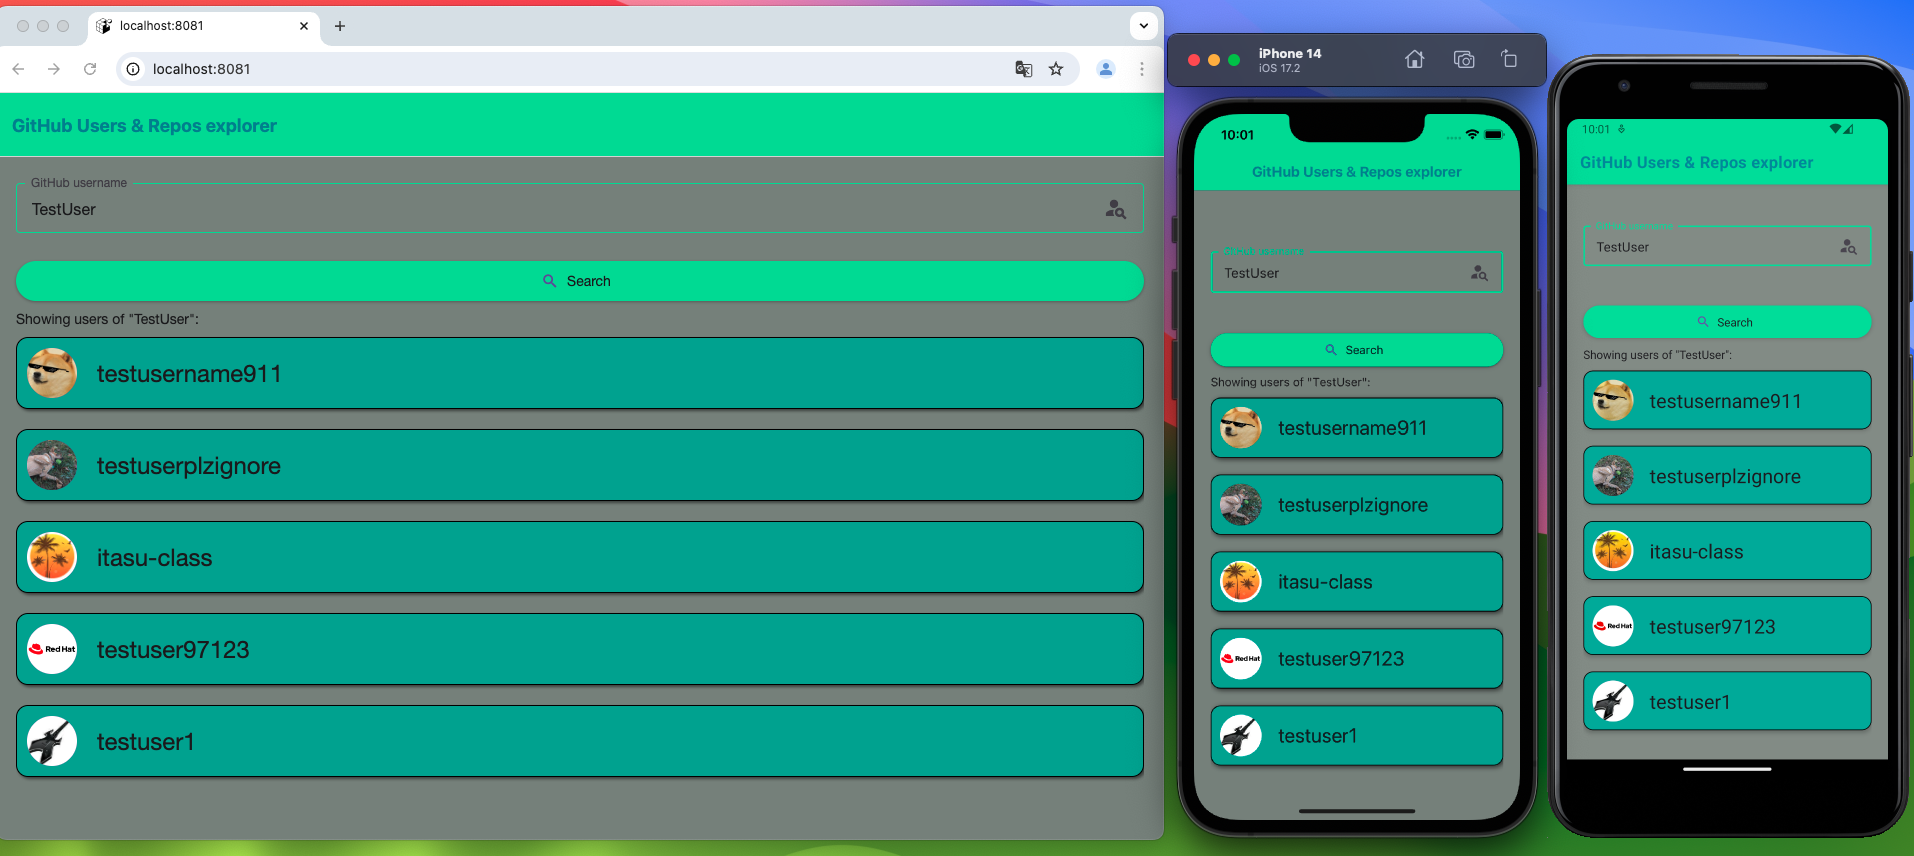 localhost:8081
localhost:8081
GitHub Users & Repos explorer
GitHub username
TestUser
Search
Showing users of "TestUser":
testusername911
testuserplzignore
itasu-class
Red Hat
testuser97123
testuser1
iPhone 14
iOS 17.2
10:01
GitHub Users & Repos explorer
TestUser
Search
Showing users of "TestUser":
testusername911
testuserplzignore
itasu-class
Red Hat
testuser97123
testuser1
10:01
GitHub Users & Repos explorer
TestUser
Search
Showing users of "TestUser":
testusername911
testuserplzignore
itasu-class
Red Hat
testuser97123
testuser1